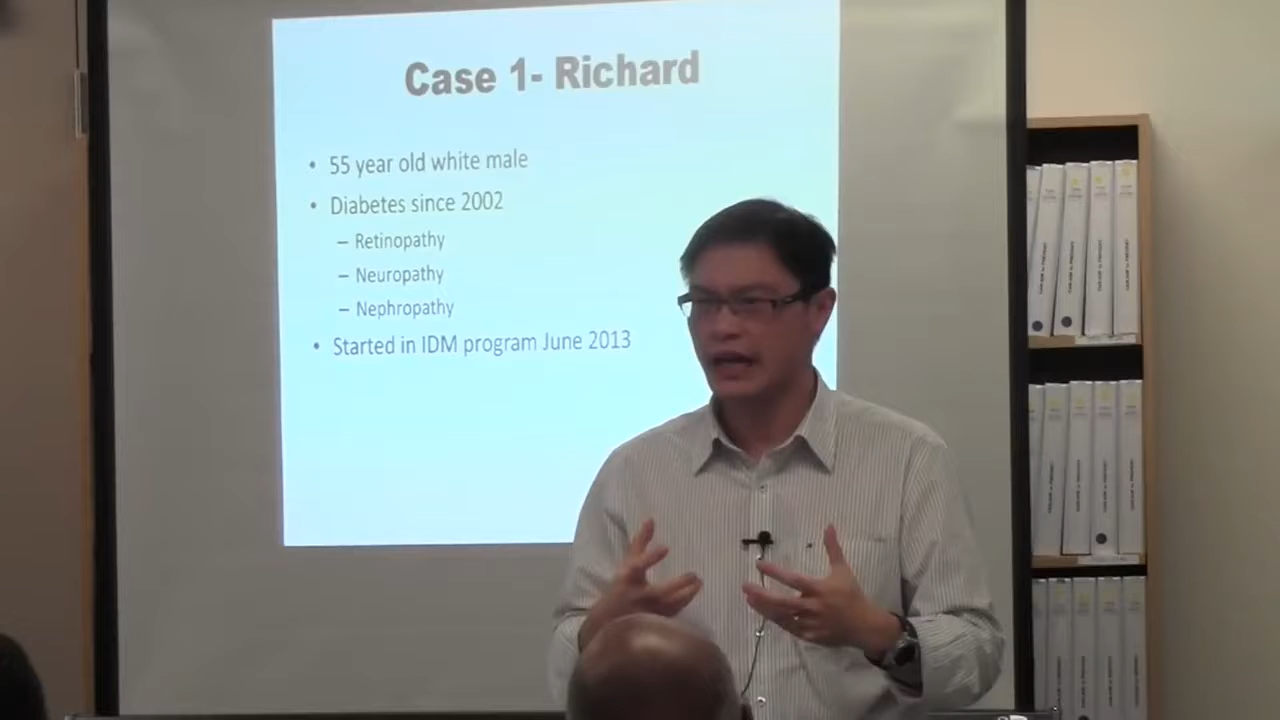 Case 1- Richard
• 55 year old white male
• Diabetes since 2002
– Retinopathy
– Neuropathy
– Nephropathy
• Started in IDM program June 2013